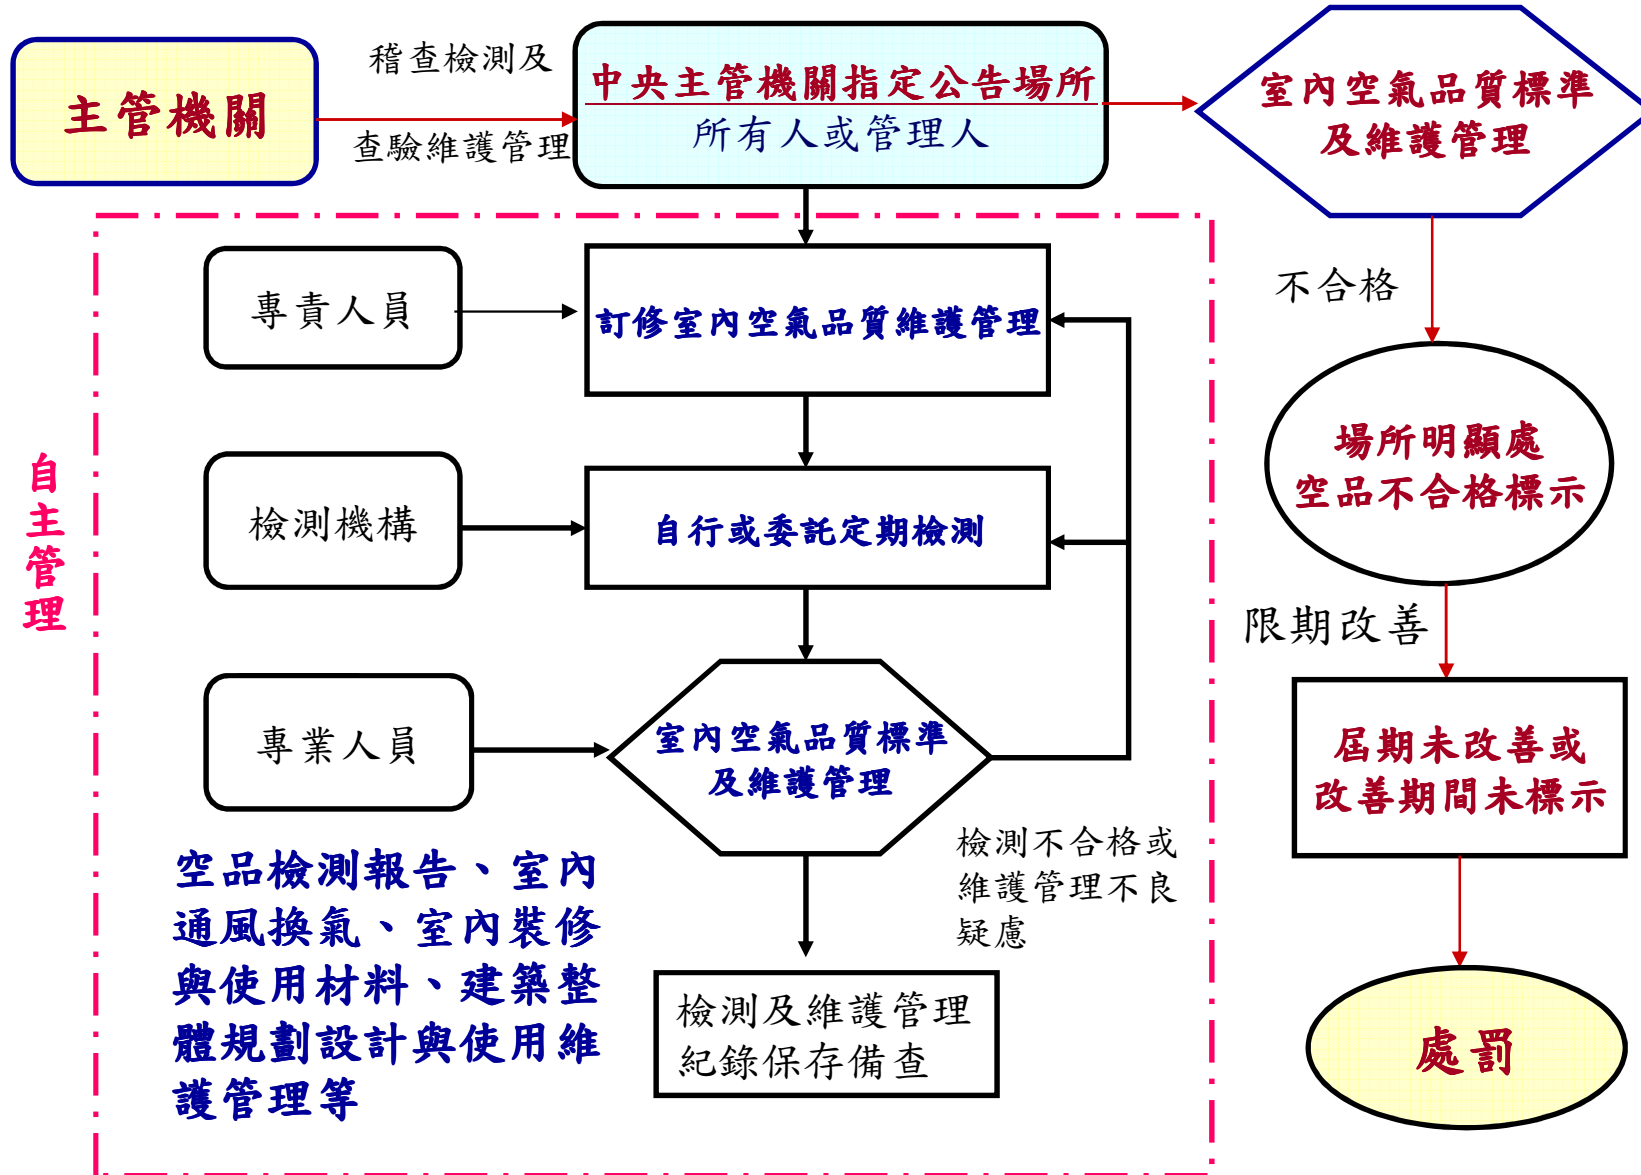 主管機關
稽查檢測及
查驗維護管理
中央主管機關指定公告場所
所有人或管理人
室內空氣品質標準
及維護管理
不合格
場所明顯處
空品不合格標示
限期改善
屆期未改善或
改善期間未標示
處罰
自主管理
專責人員
訂修室內空氣品質維護管理
檢測機構
自行或委託定期檢測
專業人員
室內空氣品質標準
及維護管理
檢測不合格或
維護管理不良
疑慮
空品檢測報告、室內
通風換氣、室內裝修
與使用材料、建築整
體規劃設計與使用維
護管理等
檢測及維護管理
紀錄保存備查